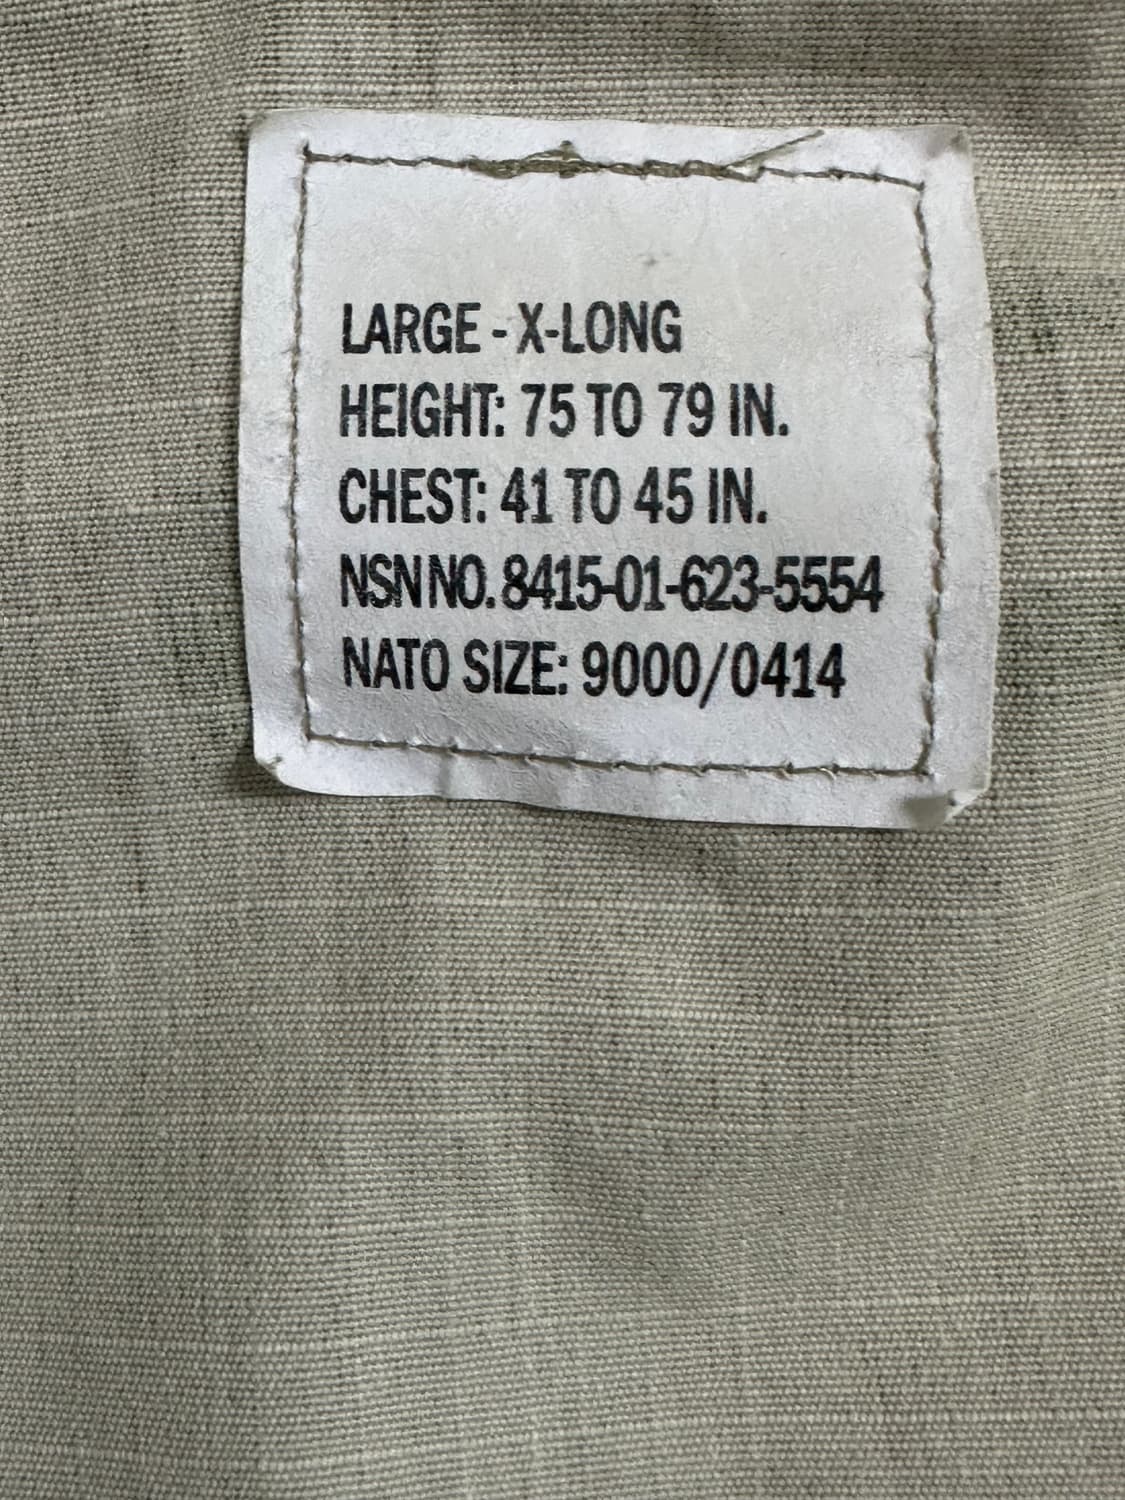 LARGE - X-LONG
HEIGHT: 75 TO 79 IN.
CHEST: 41 TO 45 IN.
NSN NO. 8415-01-623-5554
NATO SIZE: 9000/0414